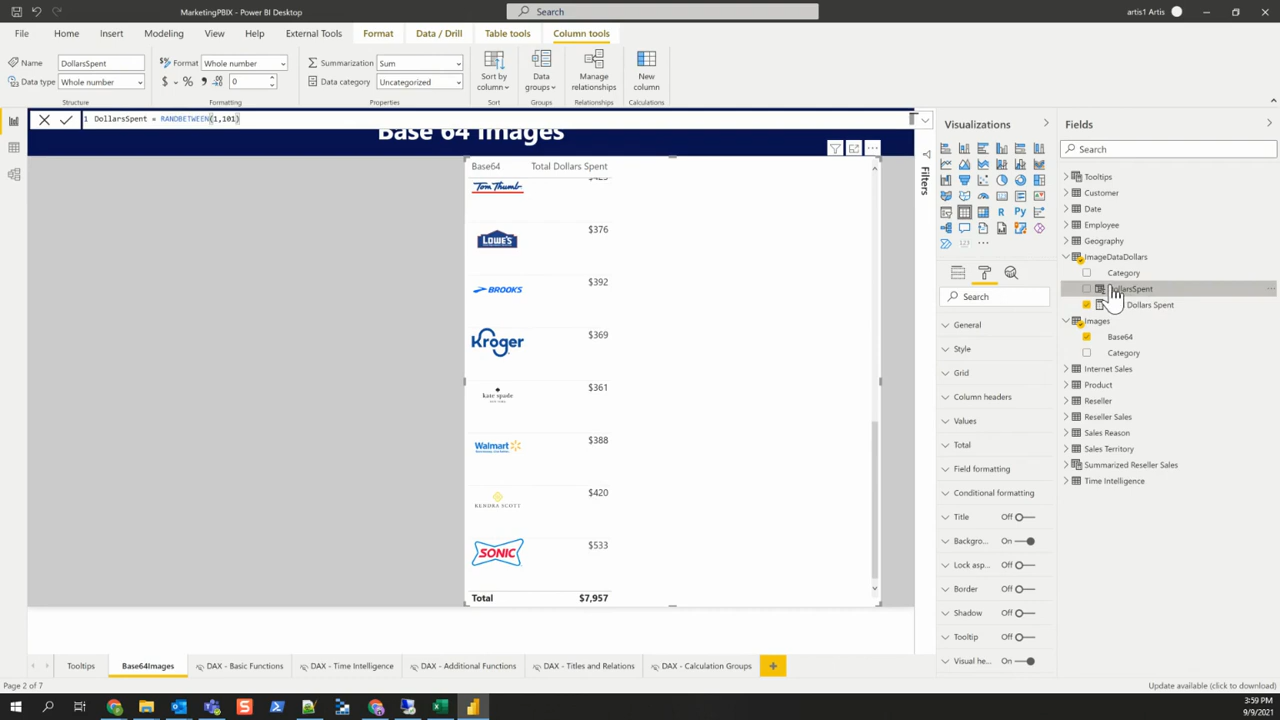 MarketingPBIX - Power BI Desktop
Search
artis1 Artis
File Home Insert Modeling View Help External Tools Format Data / Drill Table tools Column tools
Name DollarsSpent
Format Whole number
Summarization Sum
Data type Whole number
$ % 0
Data category Uncategorized
Sort by column
Data groups
Manage relationships
New column
Structure Formatting Properties Sort Groups Relationships Calculations
1 DollarsSpent = RANDBETWEEN(1,101)
Base 64 Images
Base64 Total Dollars Spent
Tom Thumb
LOWE'S $376
BROOKS $392
Kroger $369
kate spade $361
Walmart $388
KENDRA SCOTT $420
SONIC $533
Total $7,957
Filters
Visualizations
R Py
Search
General
Style
Grid
Column headers
Values
Total
Field formatting
Conditional formatting
Title Off
Backgro... On
Lock asp... Off
Border Off
Shadow Off
Tooltip Off
Visual he... On
Fields
Search
Tooltips
Customer
Date
Employee
Geography
ImageDataDollars
Category
DollarsSpent
Dollars Spent
Images
Base64
Category
Internet Sales
Product
Reseller
Reseller Sales
Sales Reason
Sales Territory
Summarized Reseller Sales
Time Intelligence
Tooltips Base64Images DAX - Basic Functions DAX - Time Intelligence DAX - Additional Functions DAX - Titles and Relations DAX - Calculation Groups
Page 2 of 7
Update available (click to download)
3:59 PM
9/9/2021